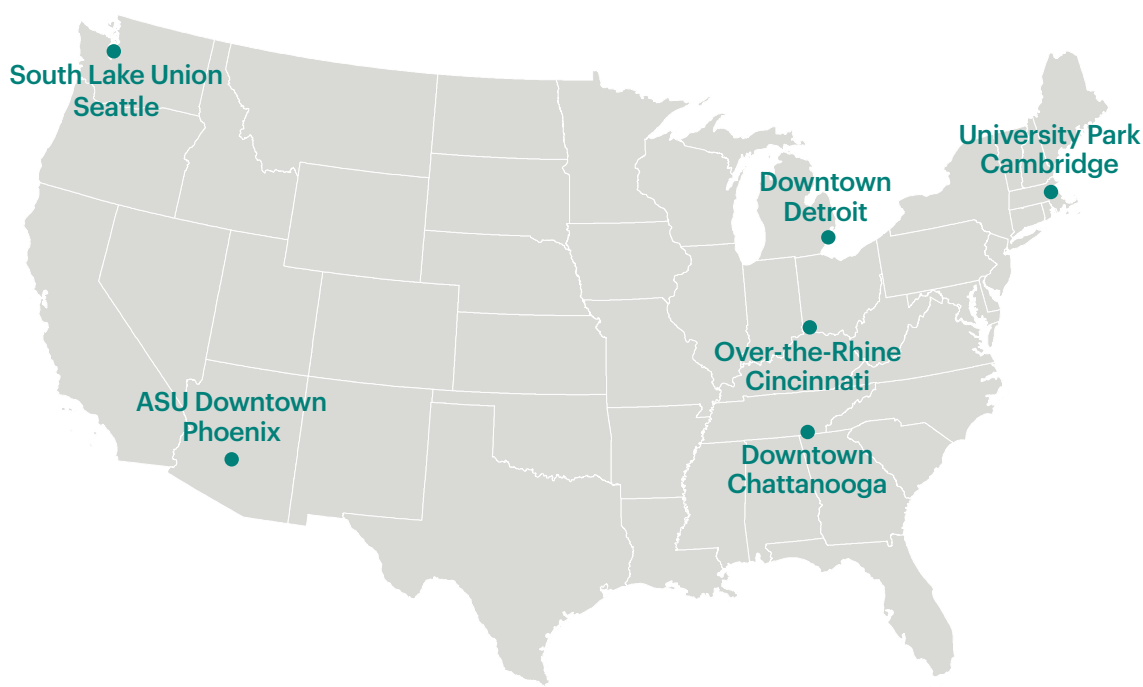 South Lake Union
Seattle
University Park
Cambridge
Downtown
Detroit
Over-the-Rhine
Cincinnati
ASU Downtown
Phoenix
Downtown
Chattanooga